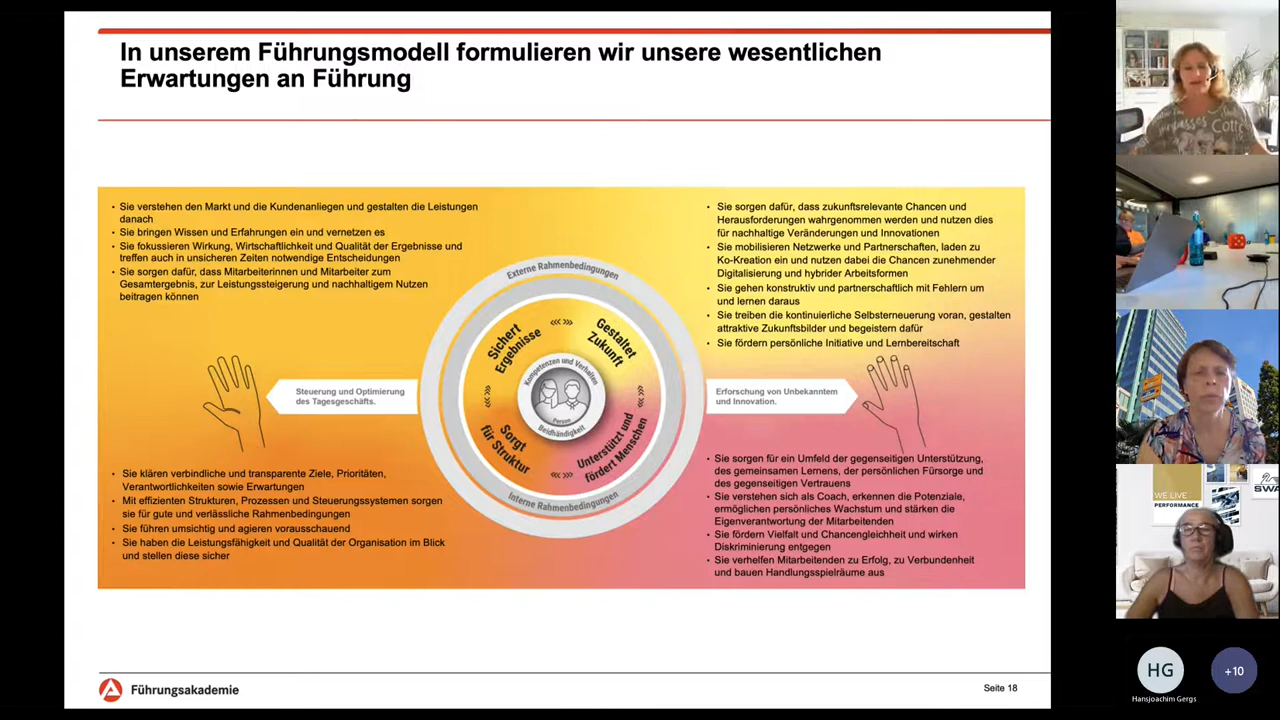 In unserem Führungsmodell formulieren wir unsere wesentlichen
Erwartungen an Führung
• Sie verstehen den Markt und die Kundenanliegen und gestalten die Leistungen
danach
• Sie bringen Wissen und Erfahrungen ein und vernetzen es
• Sie fokussieren Wirkung, Wirtschaftlichkeit und Qualität der Ergebnisse und
treffen auch in unsicheren Zeiten notwendige Entscheidungen
• Sie sorgen dafür, dass Mitarbeiterinnen und Mitarbeiter zum
Gesamtergebnis, zur Leistungssteigerung und nachhaltigem Nutzen
beitragen können
• Sie sorgen dafür, dass zukunftsrelevante Chancen und
Herausforderungen wahrgenommen werden und nutzen dies
für nachhaltige Veränderungen und Innovationen
• Sie mobilisieren Netzwerke und Partnerschaften, laden zu
Ko-Kreation ein und nutzen dabei die Chancen zunehmender
Digitalisierung und hybrider Arbeitsformen
• Sie gehen konstruktiv und partnerschaftlich mit Fehlern um
und lernen daraus
• Sie treiben die kontinuierliche Selbsterneuerung voran, gestalten
attraktive Zukunftsbilder und begeistern dafür
• Sie fördern persönliche Initiative und Lernbereitschaft
Externe Rahmenbedingungen
Sichert
Ergebnisse
Gestaltet
Zukunft
Kompetenzen und Verhalten
Person
Beidhändigkeit
Steuerung und Optimierung
des Tagesgeschäfts.
Erforschung von Unbekanntem
und Innovation.
Sorgt
für Struktur
Unterstützt und
fördert Menschen
Interne Rahmenbedingungen
• Sie klären verbindliche und transparente Ziele, Prioritäten,
Verantwortlichkeiten sowie Erwartungen
• Mit effizienten Strukturen, Prozessen und Steuerungssystemen sorgen
sie für gute und verlässliche Rahmenbedingungen
• Sie führen umsichtig und agieren vorausschauend
• Sie haben die Leistungsfähigkeit und Qualität der Organisation im Blick
und stellen diese sicher
• Sie sorgen für ein Umfeld der gegenseitigen Unterstützung,
des gemeinsamen Lernens, der persönlichen Fürsorge und
des gegenseitigen Vertrauens
• Sie verstehen sich als Coach, erkennen die Potenziale,
ermöglichen persönliches Wachstum und stärken die
Eigenverantwortung der Mitarbeitenden
• Sie fördern Vielfalt und Chancengleichheit und wirken
Diskriminierung entgegen
• Sie verhelfen Mitarbeitenden zu Erfolg, zu Verbundenheit
und bauen Handlungsspielräume aus
Führungsakademie
Seite 18
WE LIVE
PERFORMANCE
HG
Hansjoachim Gergs
+10